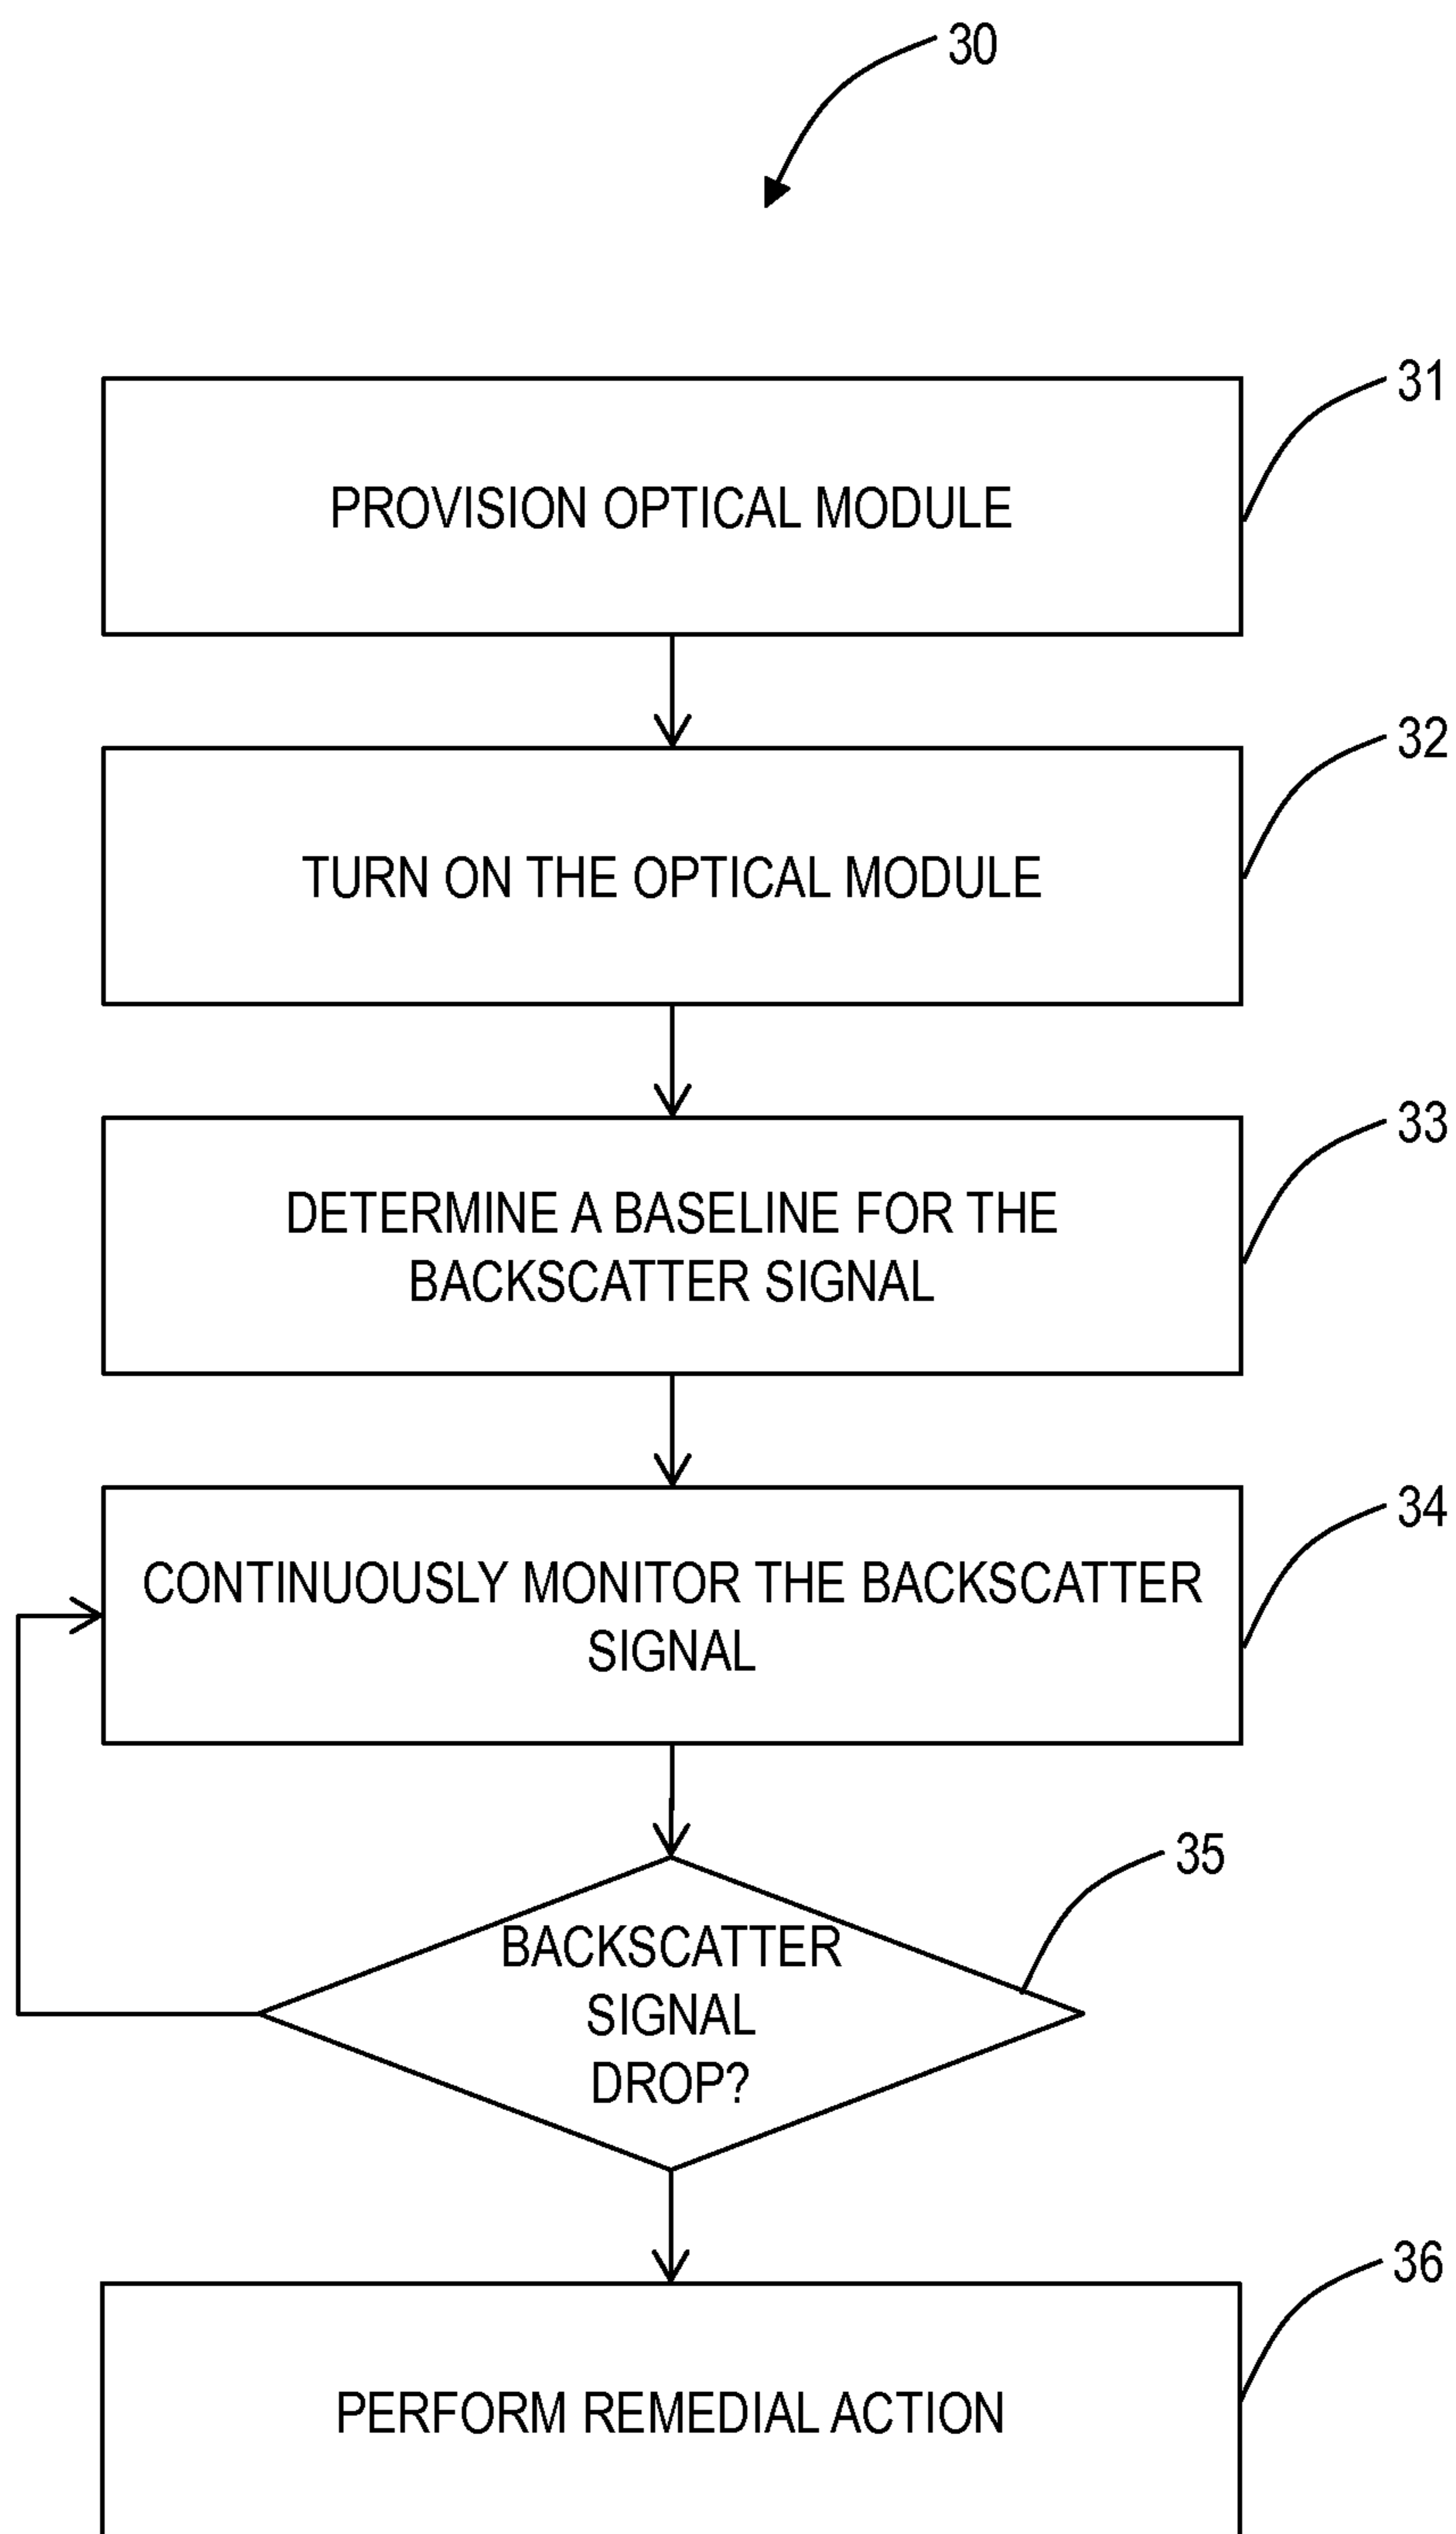 30
31
PROVISION OPTICAL MODULE
32
TURN ON THE OPTICAL MODULE
33
DETERMINE A BASELINE FOR THE
BACKSCATTER SIGNAL
34
CONTINUOUSLY MONITOR THE BACKSCATTER
SIGNAL
35
BACKSCATTER
SIGNAL
DROP?
36
PERFORM REMEDIAL ACTION